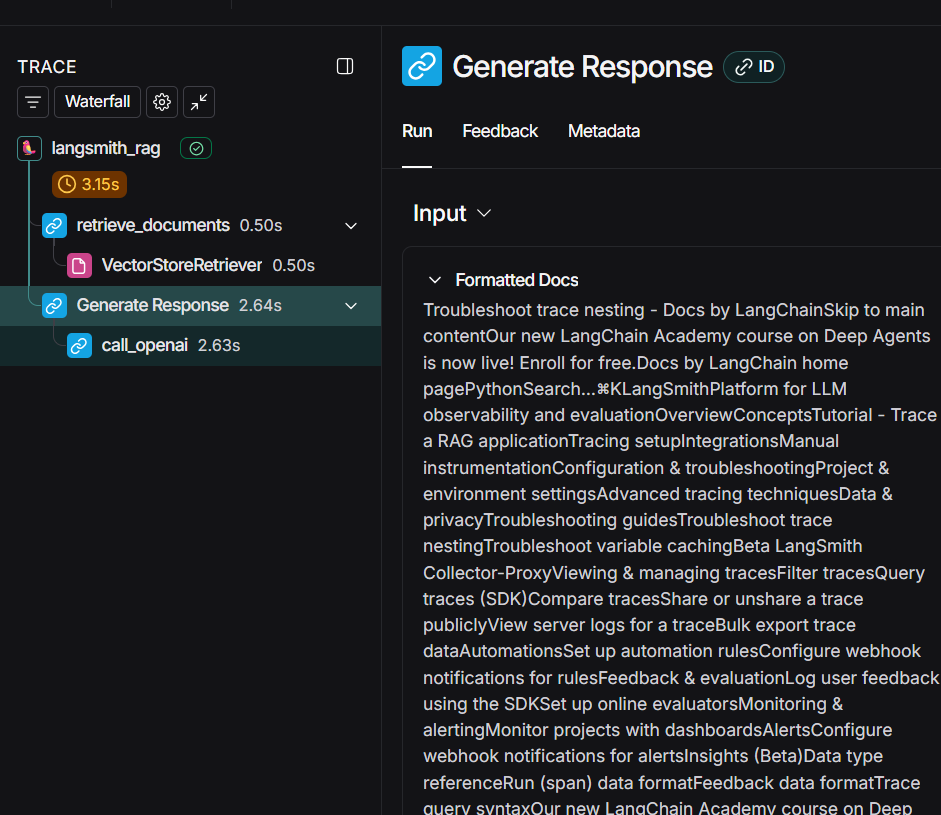 TRACE
Waterfall
langsmith_rag
3.15s
retrieve_documents 0.50s
VectorStoreRetriever 0.50s
Generate Response 2.64s
call_openai 2.63s
Generate Response ID
Run Feedback Metadata
Input
Formatted Docs
Troubleshoot trace nesting - Docs by LangChainSkip to main
contentOur new LangChain Academy course on Deep Agents
is now live! Enroll for free.Docs by LangChain home
pagePythonSearch...⌘KLangSmithPlatform for LLM
observability and evaluationOverviewConceptsTutorial - Trace
a RAG applicationTracing setupIntegrationsManual
instrumentationConfiguration & troubleshootingProject &
environment settingsAdvanced tracing techniquesData &
privacyTroubleshooting guidesTroubleshoot trace
nestingTroubleshoot variable cachingBeta LangSmith
Collector-ProxyViewing & managing tracesFilter tracesQuery
traces (SDK)Compare tracesShare or unshare a trace
publiclyView server logs for a traceBulk export trace
dataAutomationsSet up automation rulesConfigure webhook
notifications for rulesFeedback & evaluationLog user feedback
using the SDKSet up online evaluatorsMonitoring &
alertingMonitor projects with dashboardsAlertsConfigure
webhook notifications for alertsInsights (Beta)Data type
referenceRun (span) data formatFeedback data formatTrace
query syntaxOur new LangChain Academy course on Deep